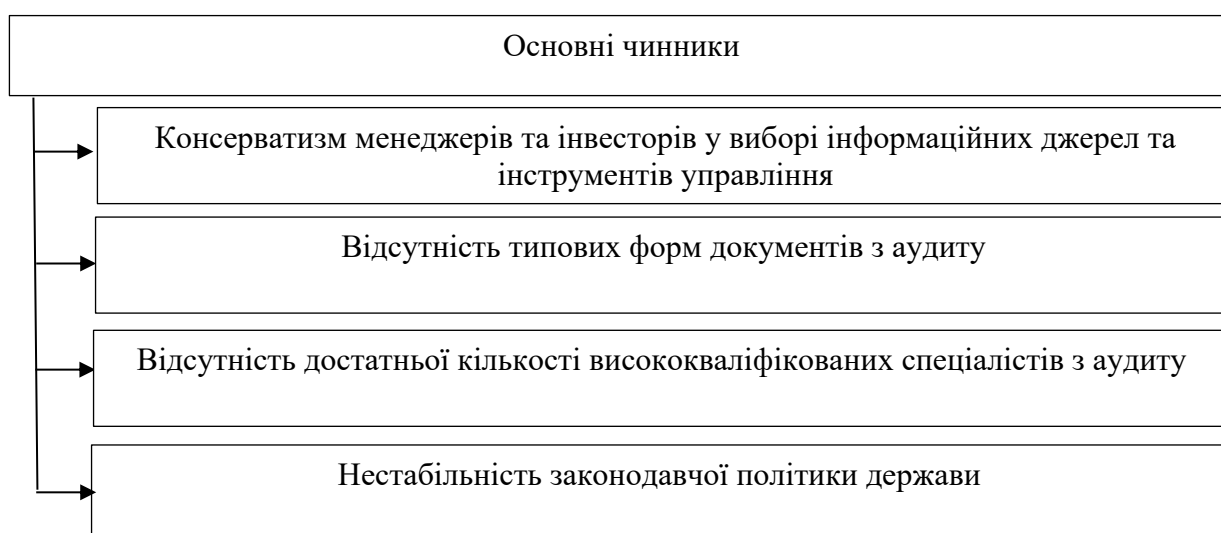 Основні чинники
Консерватизм менеджерів та інвесторів у виборі інформаційних джерел та
інструментів управління
Відсутність типових форм документів з аудиту
Відсутність достатньої кількості висококваліфікованих спеціалістів з аудиту
Нестабільність законодавчої політики держави